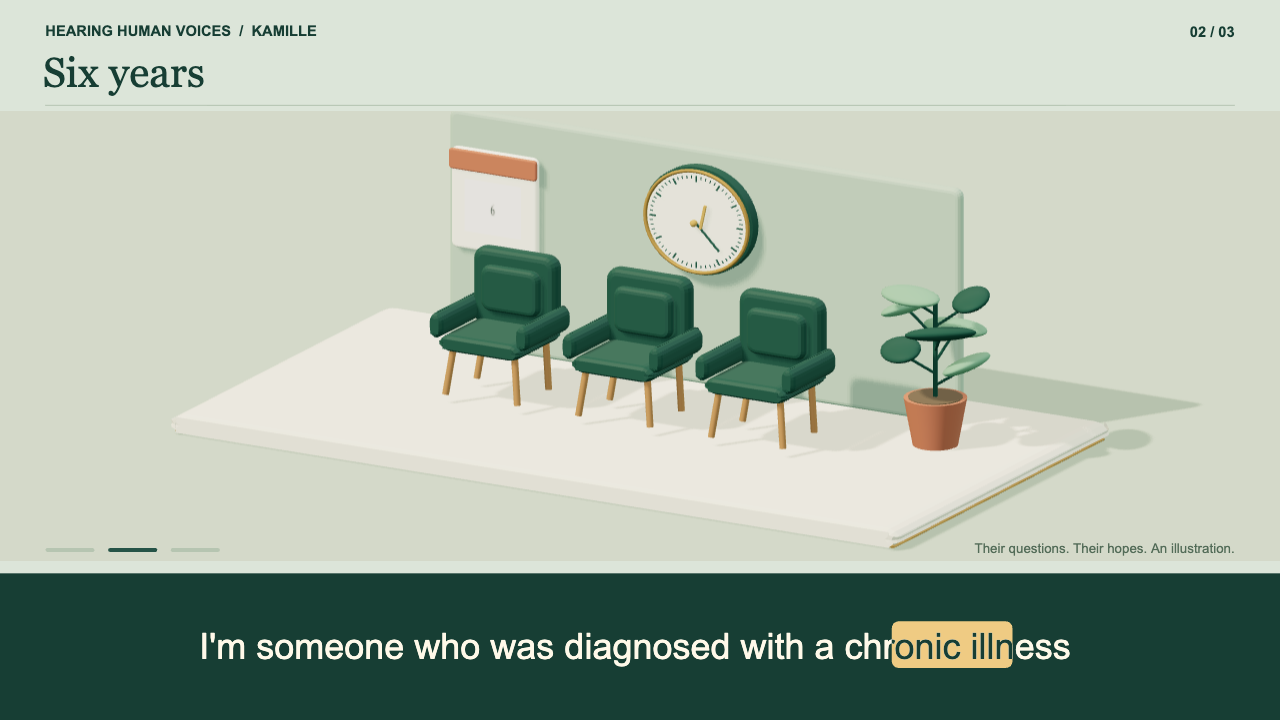 HEARING HUMAN VOICES / KAMILLE
02 / 03
Six years
6
Their questions. Their hopes. An illustration.
I'm someone who was diagnosed with a chronic illness